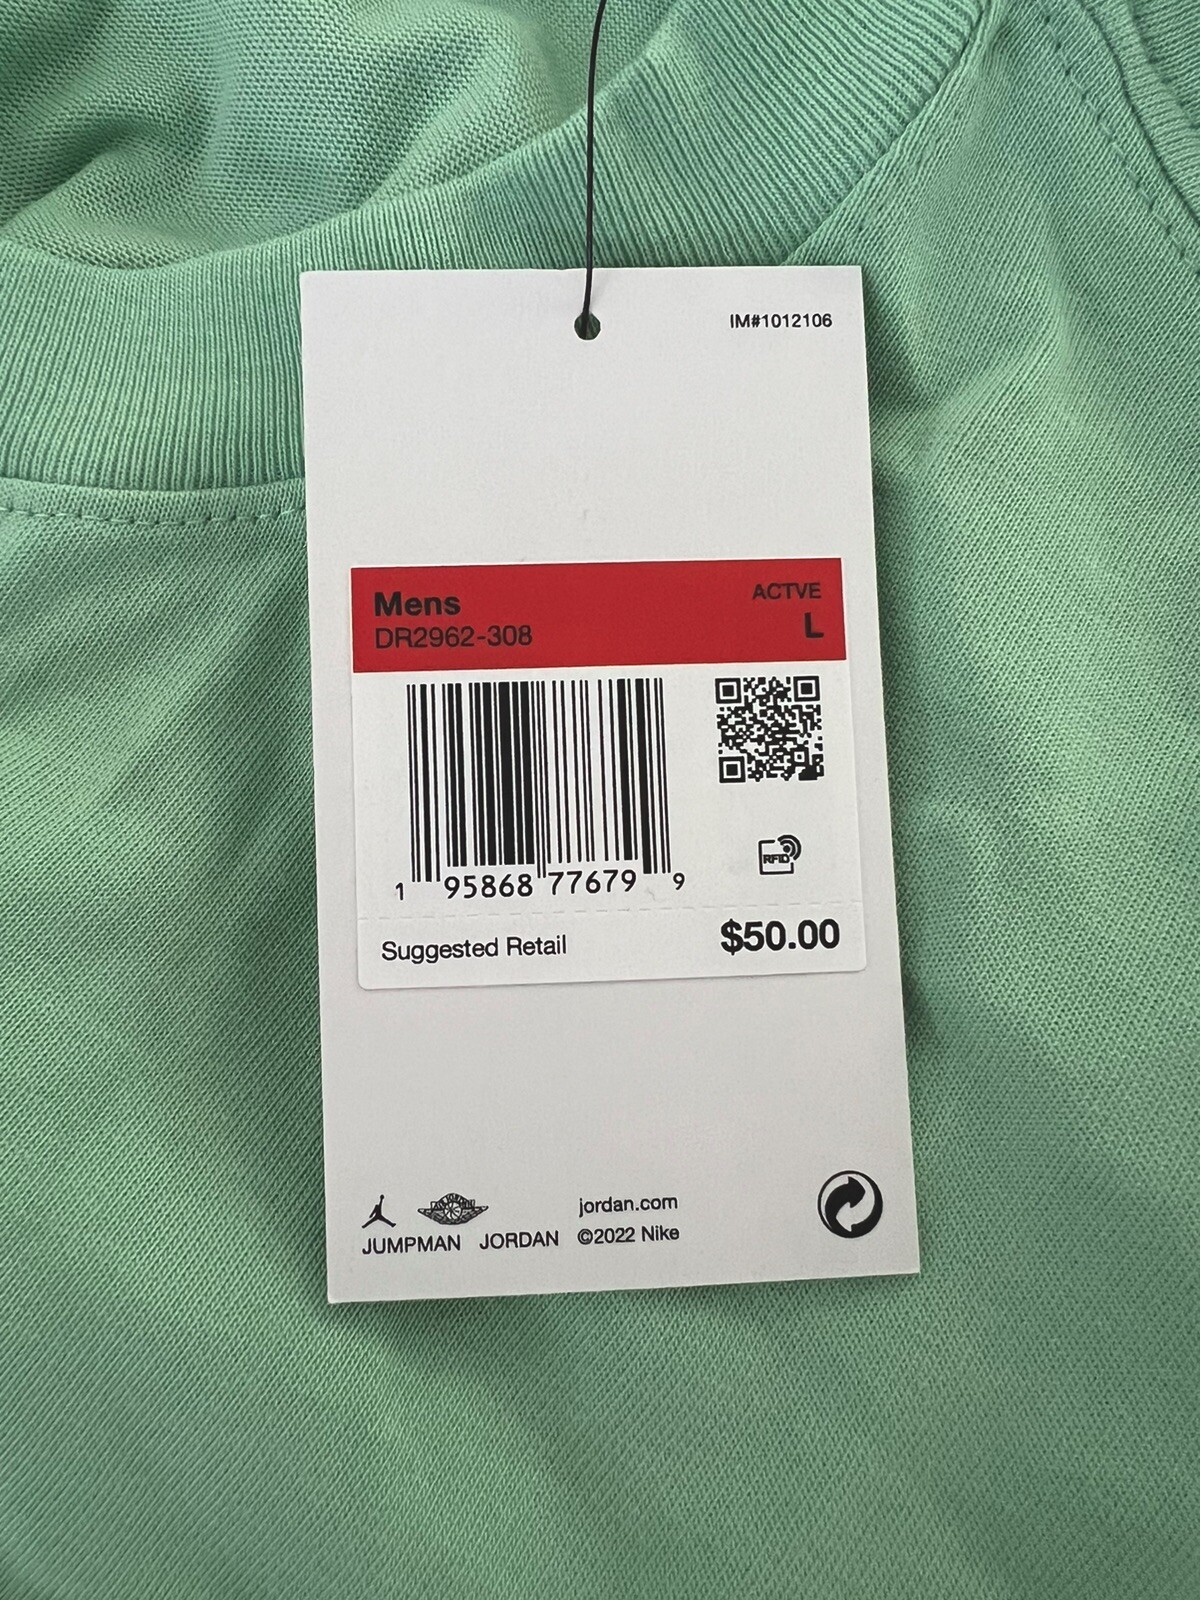 IM#1012106
Mens
ACTVE
DR2962-308
L
RFID
1 95868 77679 9
Suggested Retail
$50.00
jordan.com
JUMPMAN JORDAN ©2022 Nike